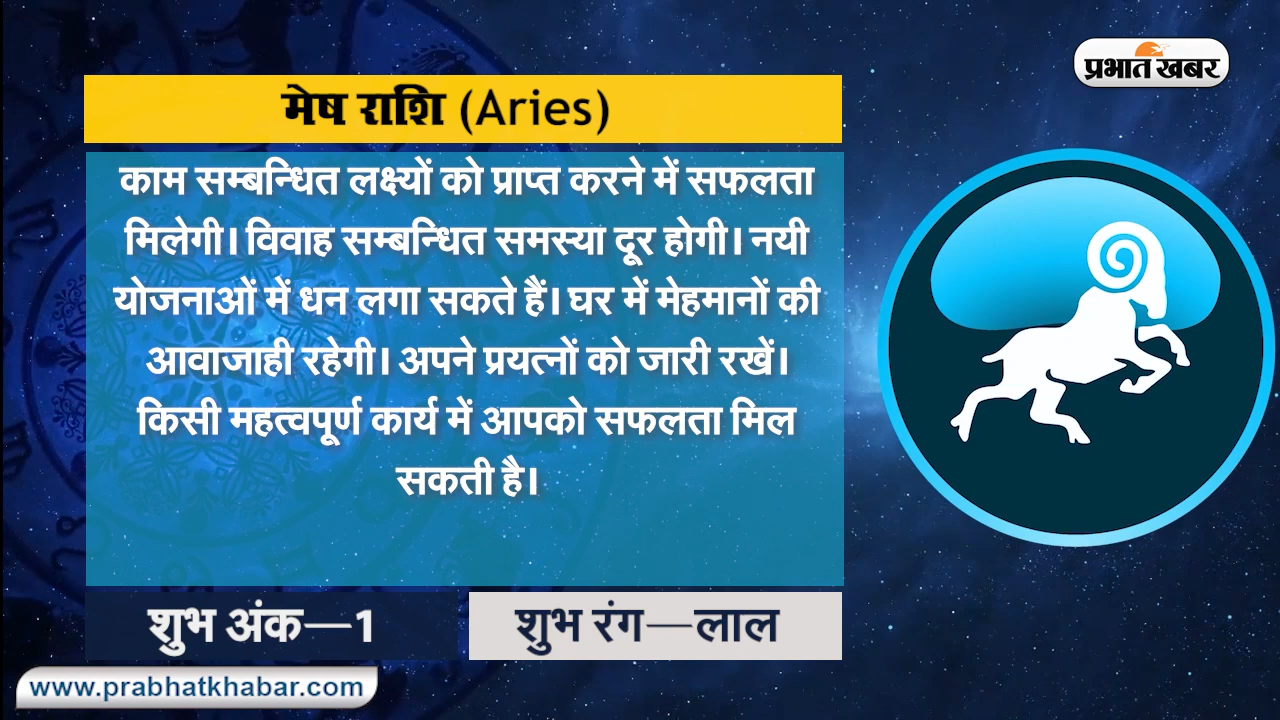 प्रभात खबर
मेष राशि (Aries)
काम सम्बन्धित लक्ष्यों को प्राप्त करने में सफलता
मिलेगी। विवाह सम्बन्धित समस्या दूर होगी। नयी
योजनाओं में धन लगा सकते हैं। घर में मेहमानों की
आवाजाही रहेगी। अपने प्रयत्नों को जारी रखें।
किसी महत्वपूर्ण कार्य में आपको सफलता मिल
सकती है।
शुभ अंक—1
शुभ रंग—लाल
www.prabhatkhabar.com